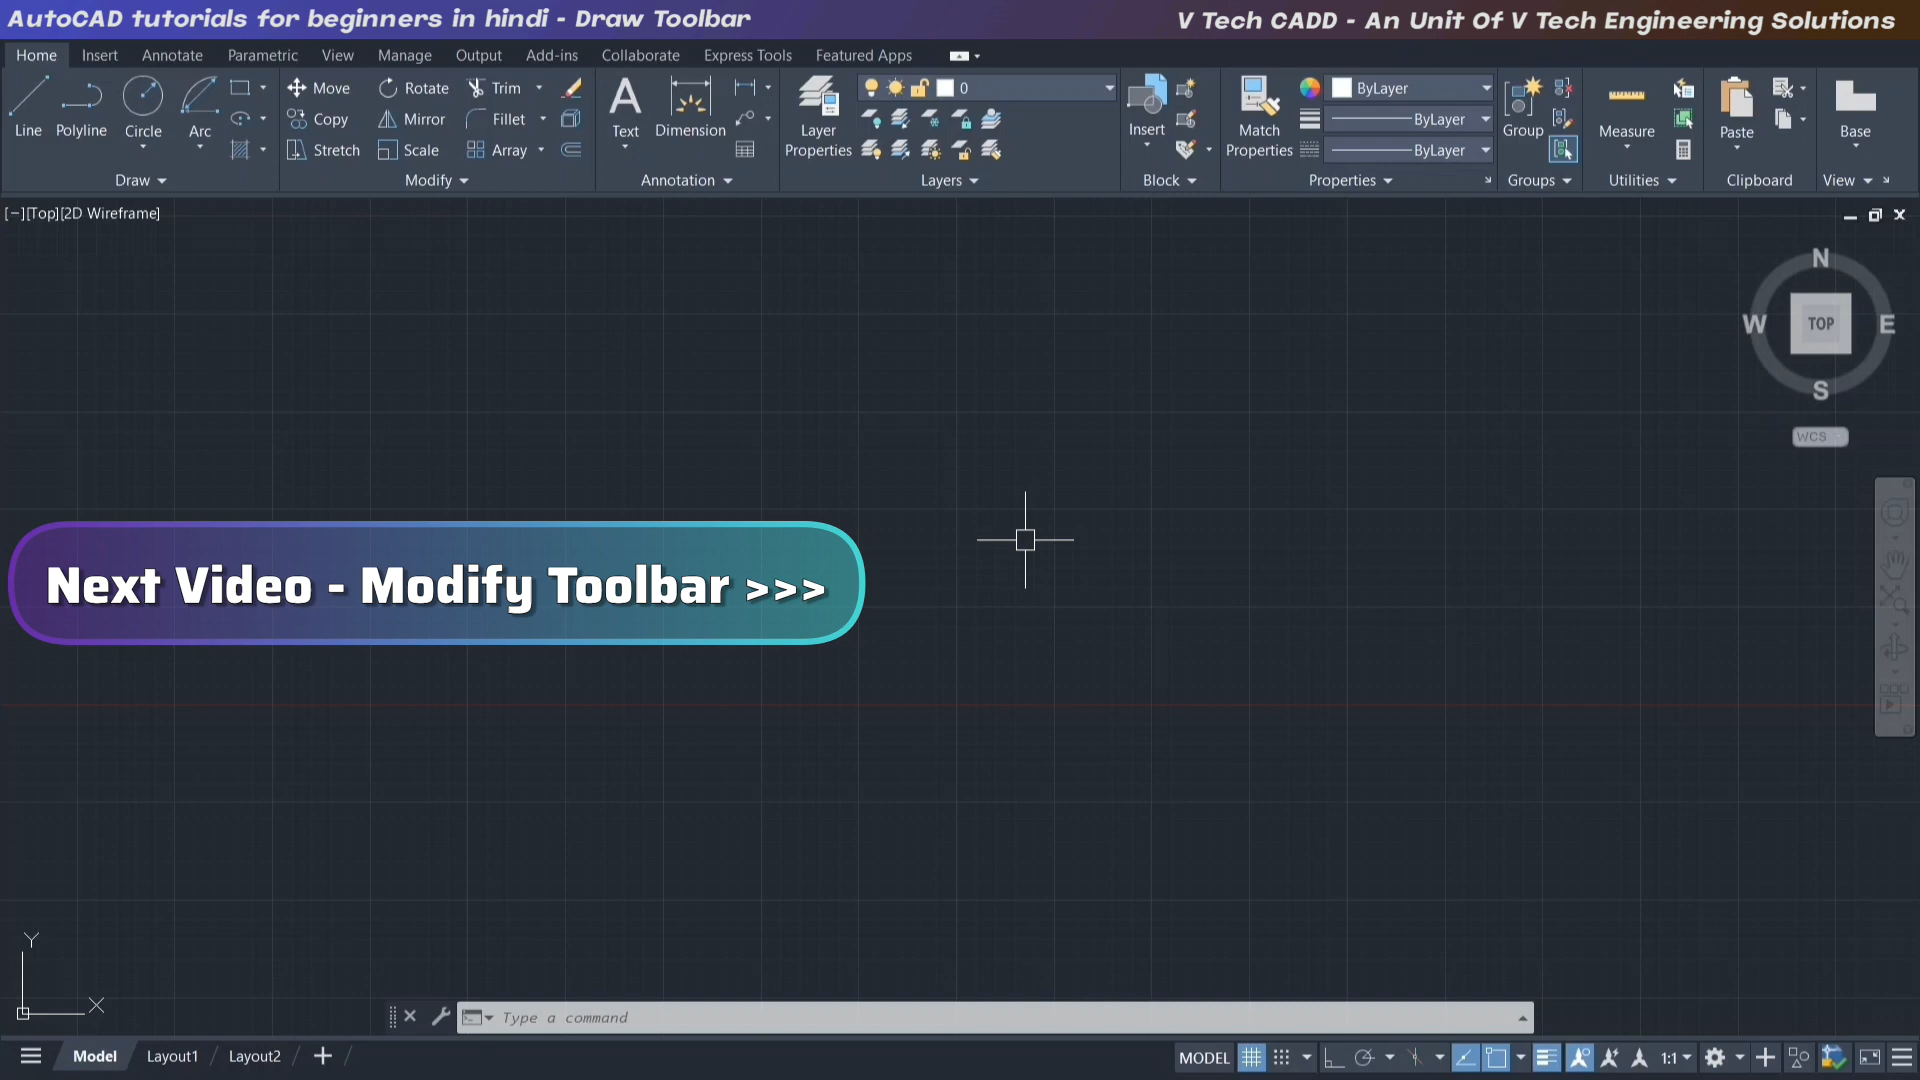 AutoCAD tutorials for beginners in hindi - Draw Toolbar
V Tech CADD - An Unit Of V Tech Engineering Solutions
Home Insert Annotate Parametric View Manage Output Add-ins Collaborate Express Tools Featured Apps
Line Polyline Circle Arc
Move Rotate Trim
Copy Mirror Fillet
Stretch Scale Array
Text Dimension
Layer Properties
0
Insert
Match Properties
ByLayer
ByLayer
ByLayer
Group
Measure
Paste
Base
Draw Modify Annotation Layers Block Properties Groups Utilities Clipboard View
[−][Top][2D Wireframe]
N
W TOP E
S
WCS
Next Video - Modify Toolbar >>>
Y
X
Type a command
Model Layout1 Layout2
MODEL 1:1